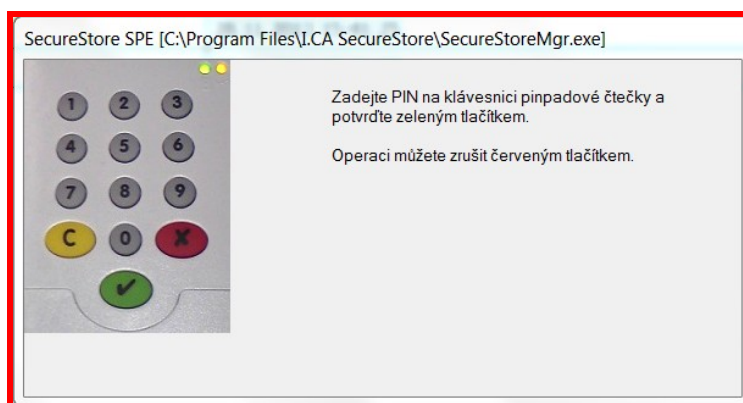 SecureStore SPE [C:\Program Files\I.CA SecureStore\SecureStoreMgr.exe]
1 2 3
4 5 6
7 8 9
C 0 X
Zadejte PIN na klávesnici pinpadové čtečky a
potvrďte zeleným tlačítkem.
Operaci můžete zrušit červeným tlačítkem.